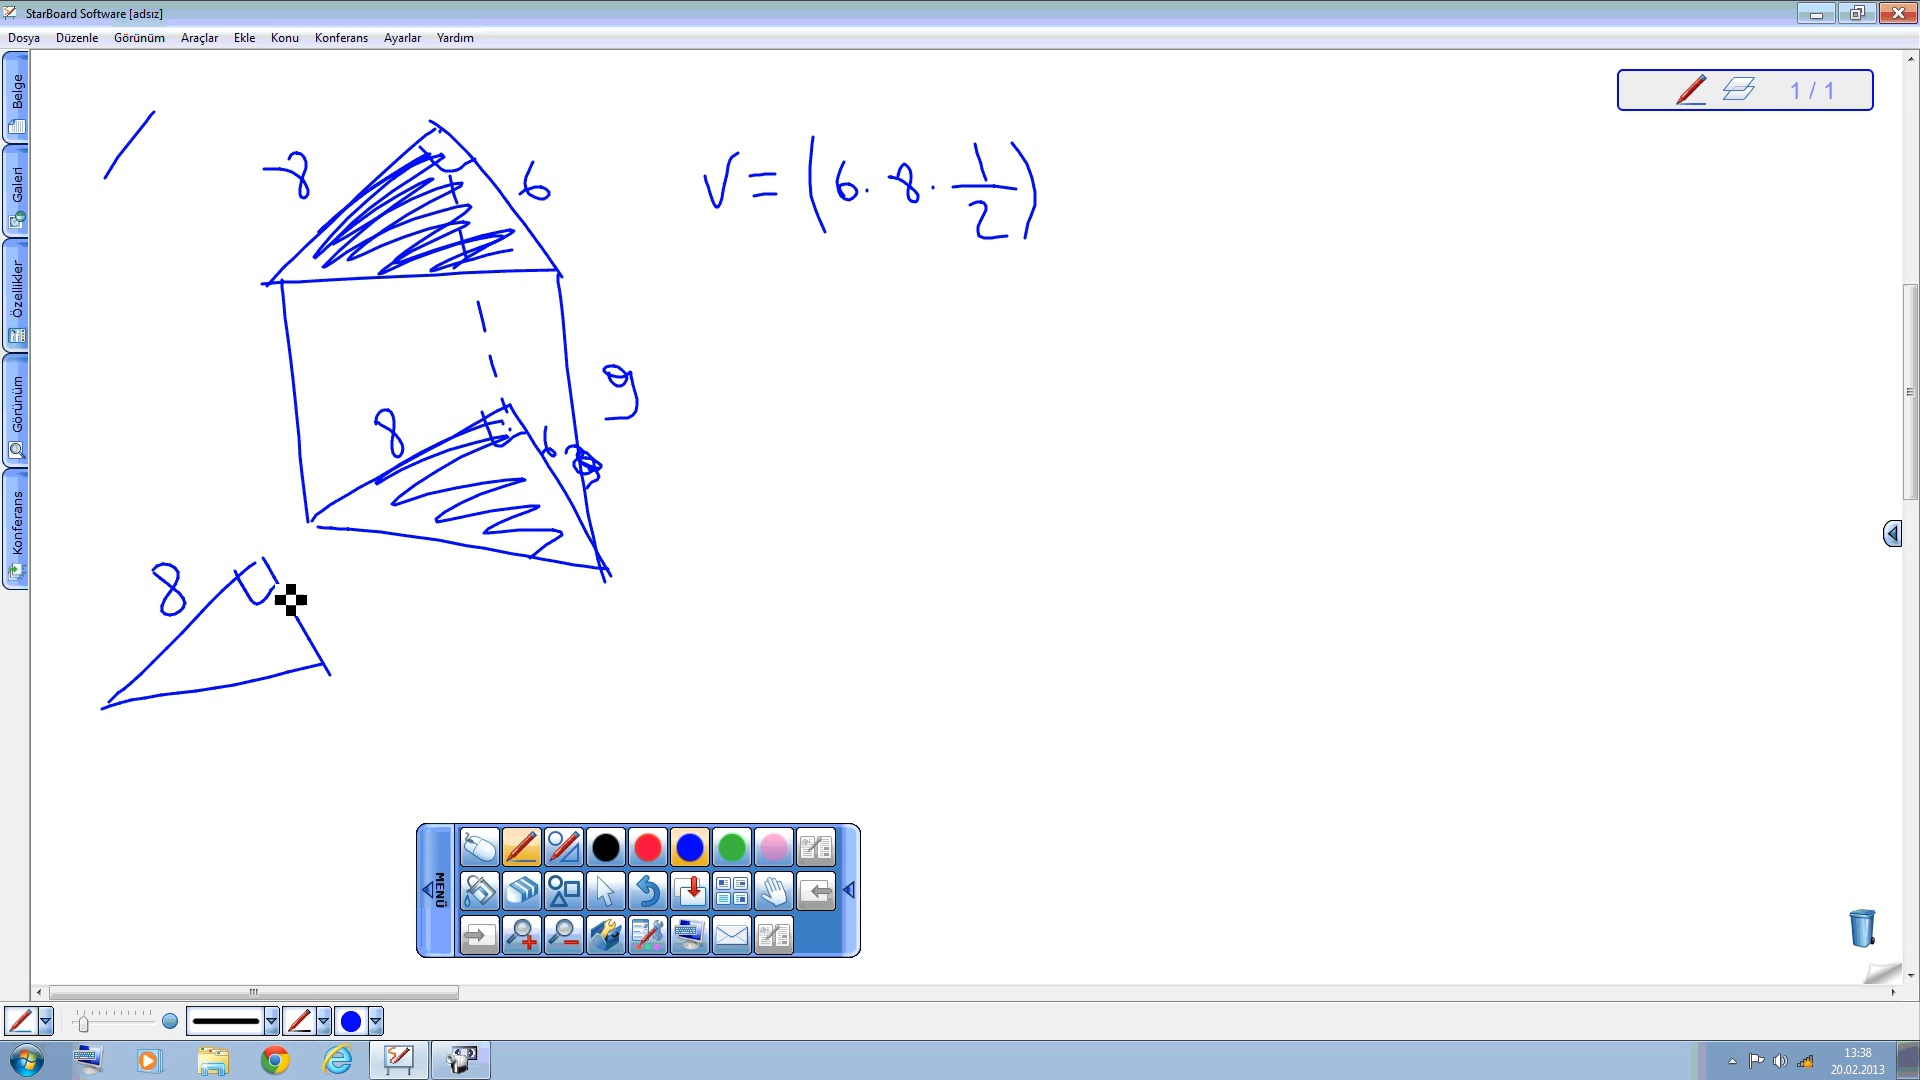 StarBoard Software [adsız]
Dosya Düzenle Görünüm Araçlar Ekle Konu Konferans Ayarlar Yardım
Belge
Galeri
Özellikler
Görünüm
Konferans
1 / 1
8
6
V = (6 · 8 · 1/2)
9
8
6
8
MENÜ
13:38
20.02.2013